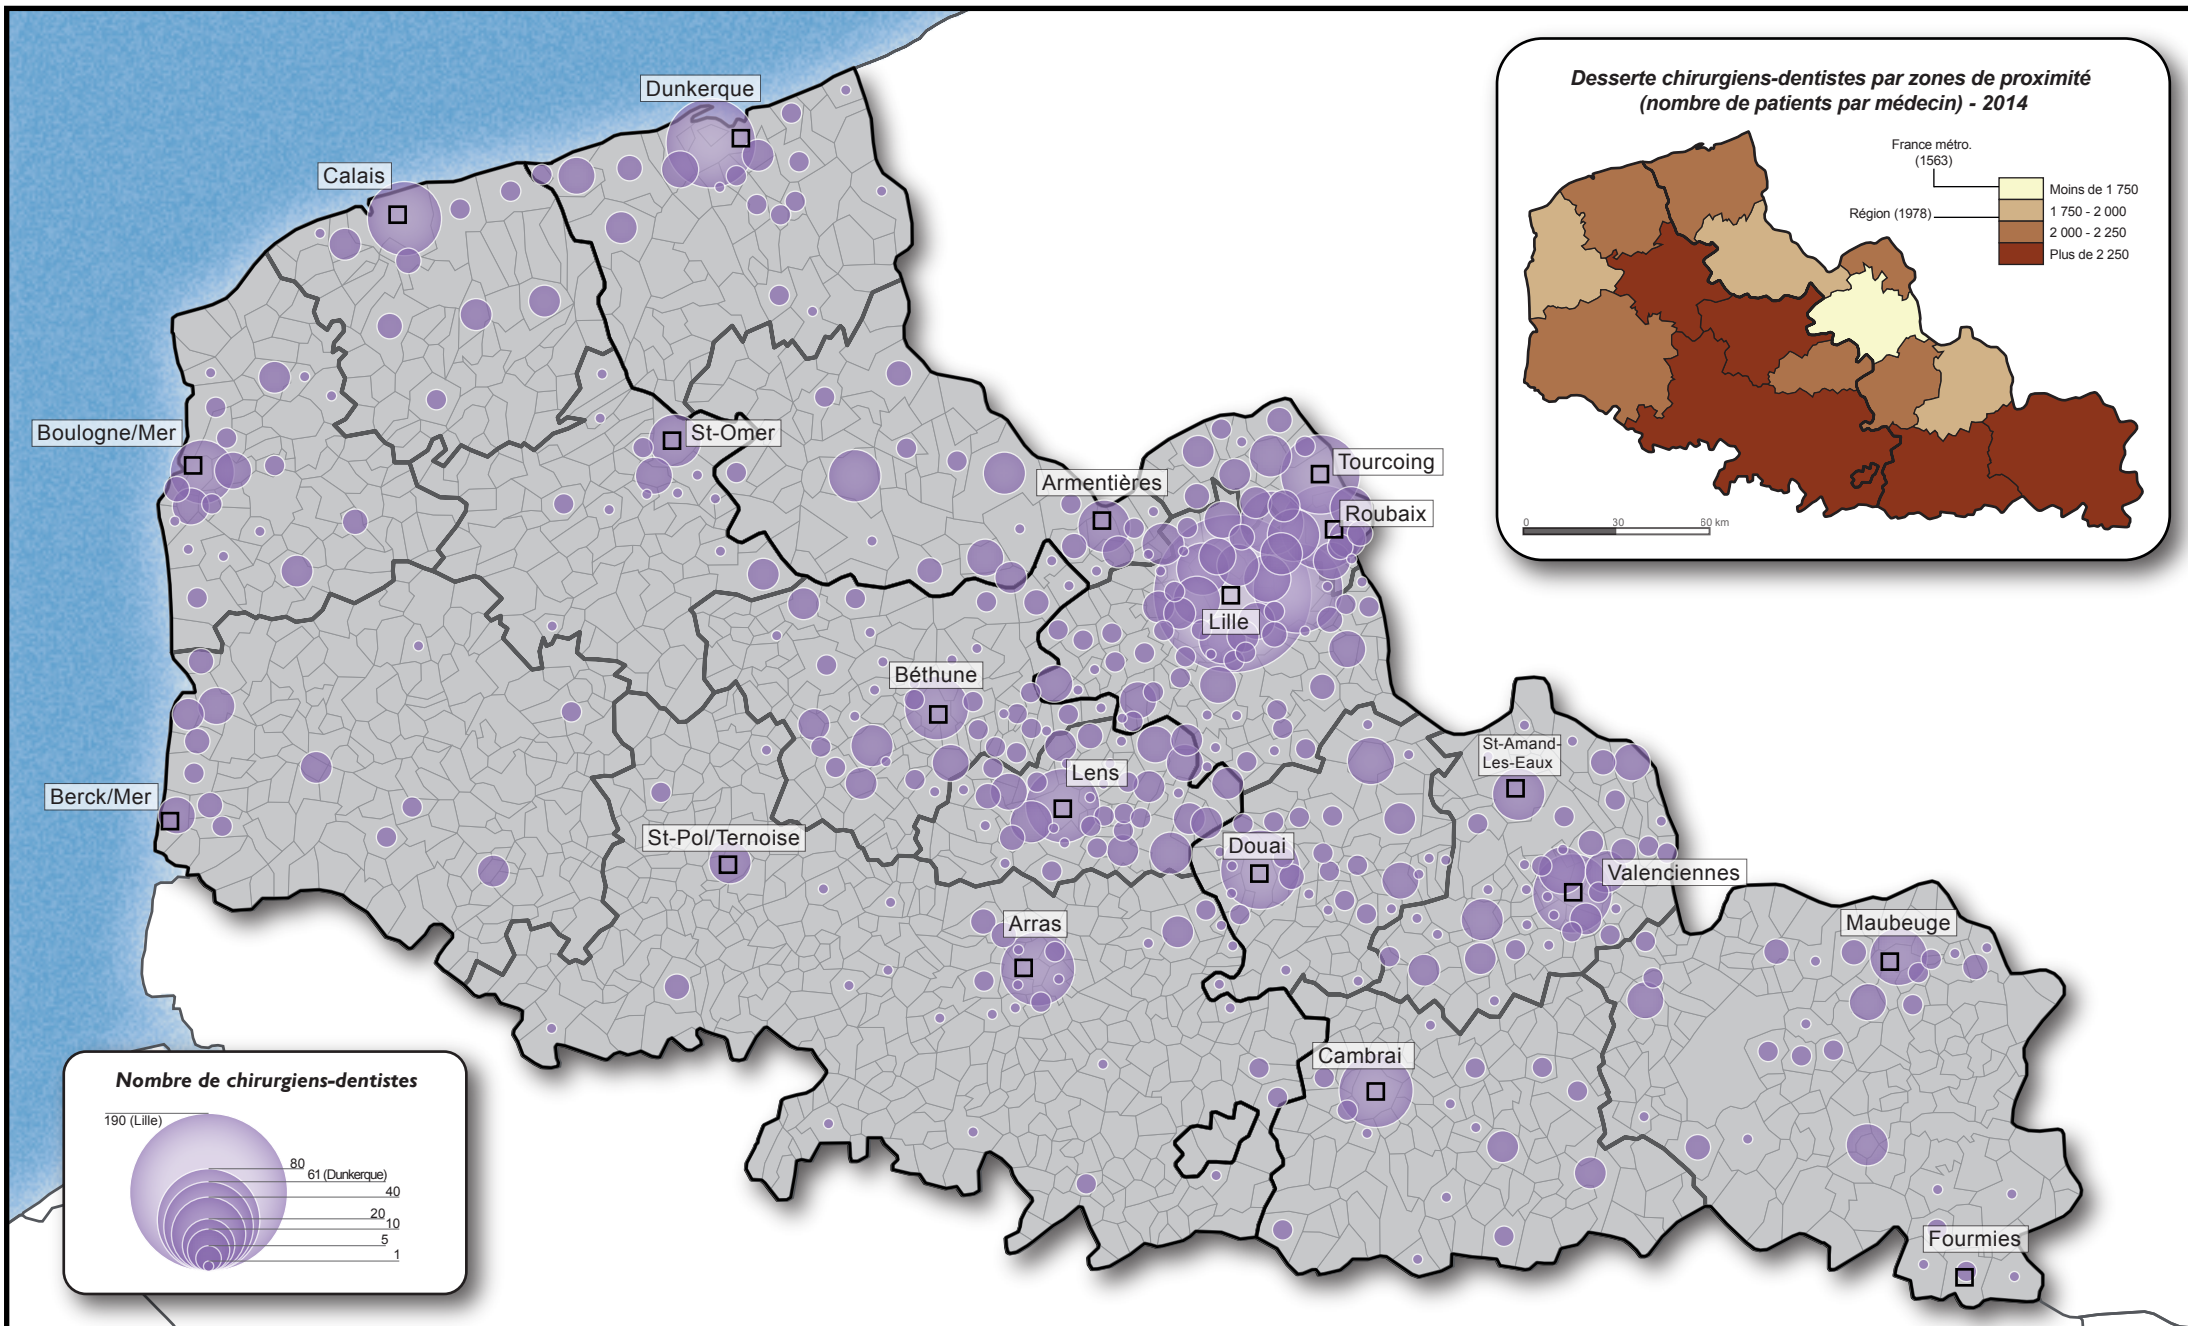 Desserte chirurgiens-dentistes par zones de proximité
(nombre de patients par médecin) - 2014
France métro.
(1563)
Région (1978)
Moins de 1 750
1 750 - 2 000
2 000 - 2 250
Plus de 2 250
0 30 60 km
Dunkerque
Calais
Boulogne/Mer
St-Omer
Armentières
Tourcoing
Roubaix
Lille
Béthune
Berck/Mer
Lens
St-Amand-
Les-Eaux
St-Pol/Ternoise
Douai
Valenciennes
Arras
Maubeuge
Cambrai
Fourmies
Nombre de chirurgiens-dentistes
190 (Lille)
80
61 (Dunkerque)
40
20
10
5
1